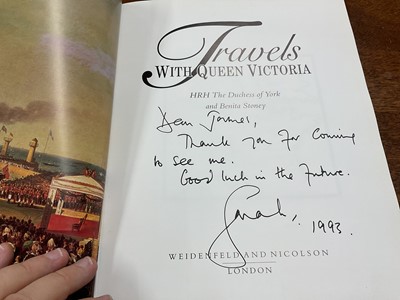 Travels
WITH QUEEN VICTORIA
HRH The Duchess of York
and Benita Stoney
Dear James,
Thank you for coming
to see me.
Good luck in the Future.
Sarah, 1993.
WEIDENFELD AND NICOLSON
LONDON